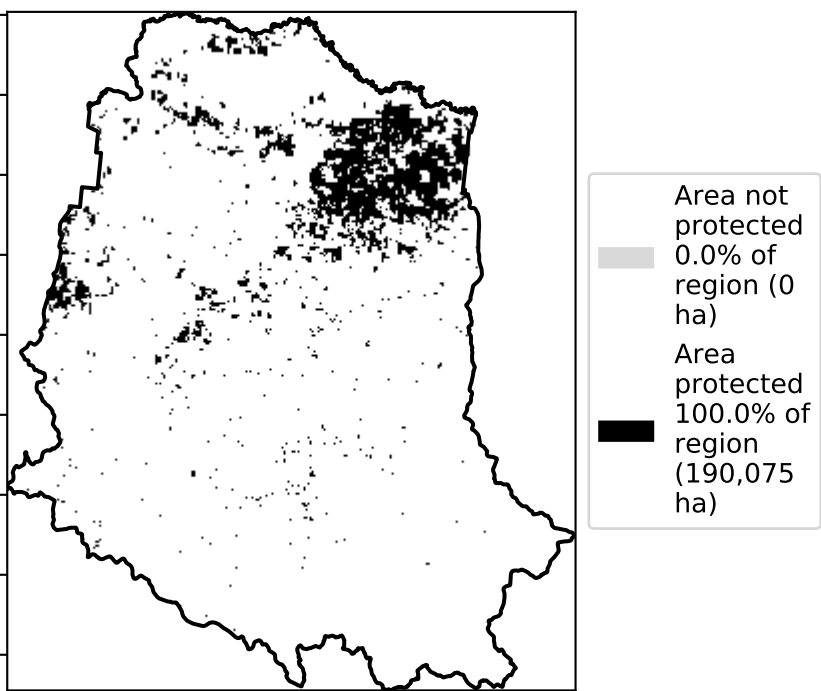 Area not
protected
0.0% of
region (0
ha)
Area
protected
100.0% of
region
(190,075
ha)